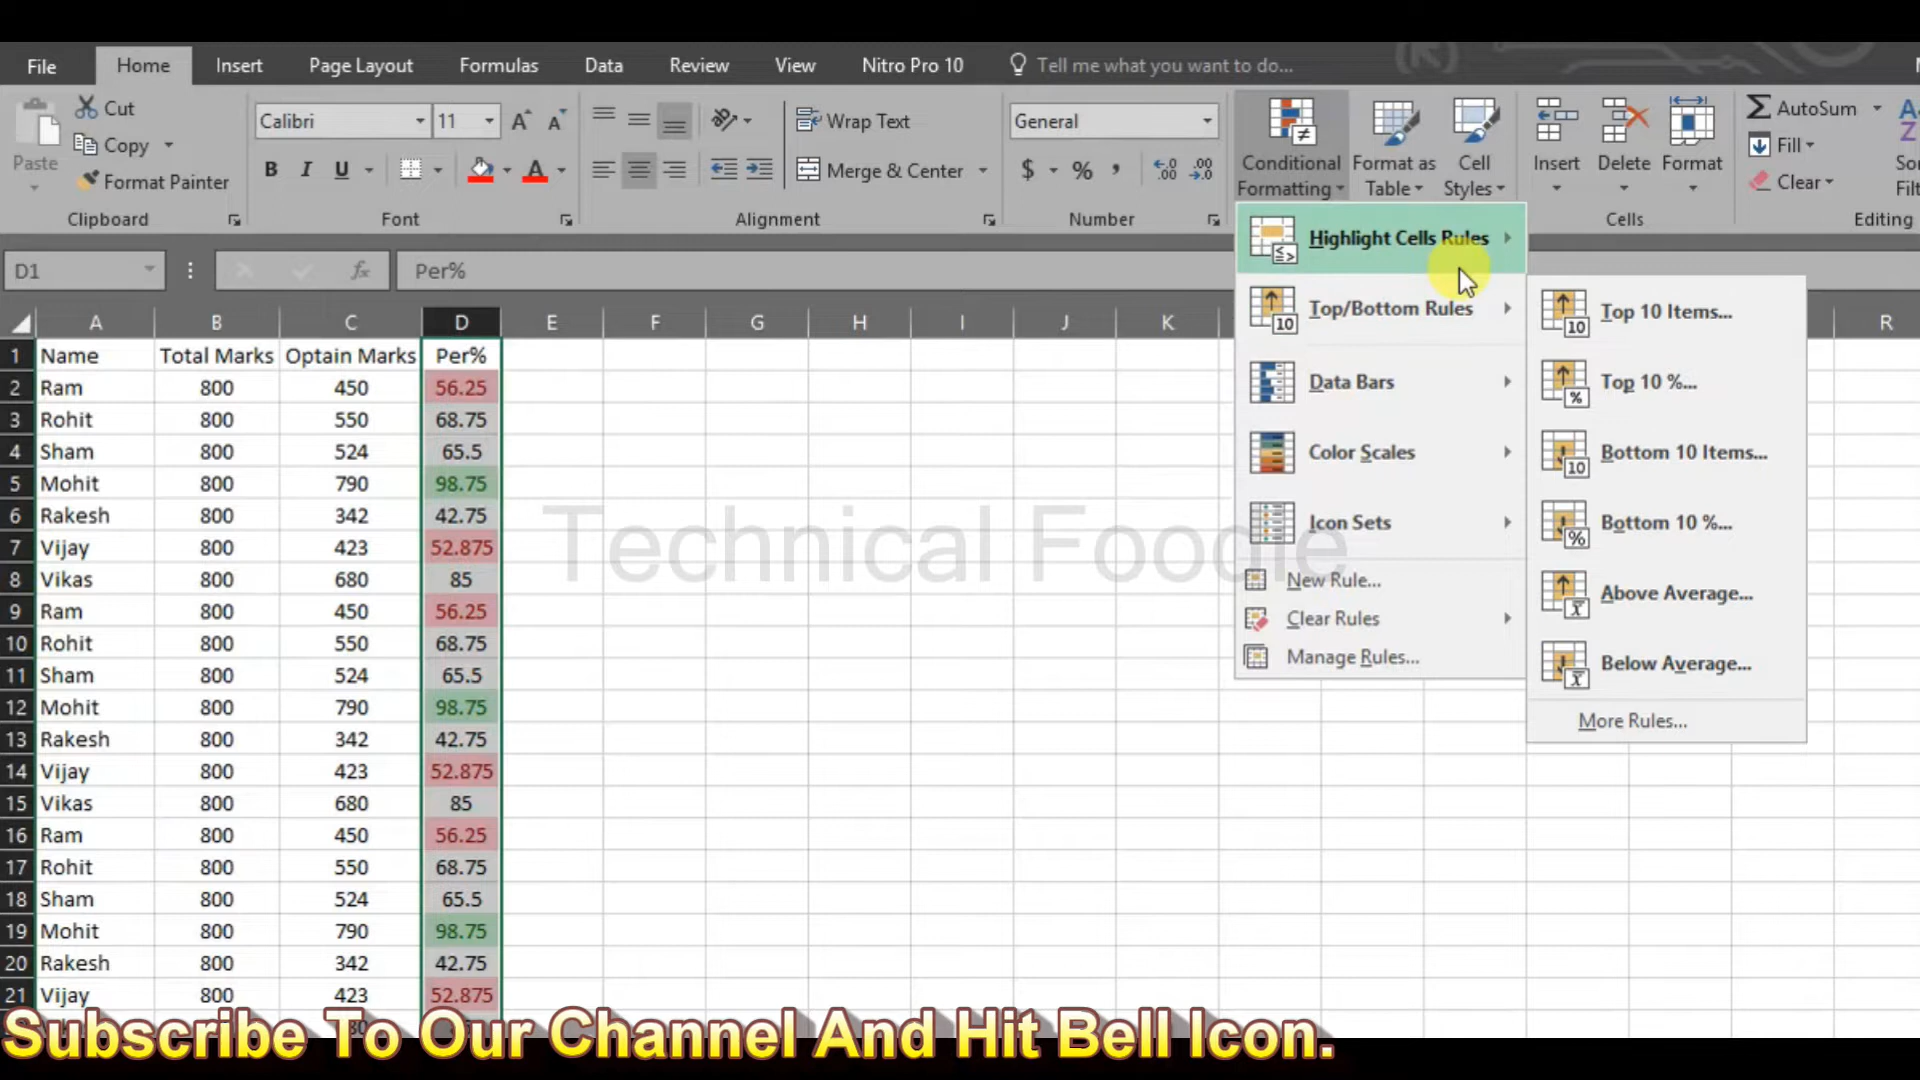 File Home Insert Page Layout Formulas Data Review View Nitro Pro 10 Tell me what you want to do...
Cut
Copy
Format Painter
Paste
Clipboard
Calibri 11
B I U
Font
Wrap Text
Merge & Center
Alignment
General
$ % ,
Number
Conditional Formatting
Format as Table
Cell Styles
Insert Delete Format
Cells
AutoSum
Fill
Clear
Editing
D1 fx Per%
A B C D E F G H I J K R
1 Name Total Marks Optain Marks Per%
2 Ram 800 450 56.25
3 Rohit 800 550 68.75
4 Sham 800 524 65.5
5 Mohit 800 790 98.75
6 Rakesh 800 342 42.75
7 Vijay 800 423 52.875
8 Vikas 800 680 85
9 Ram 800 450 56.25
10 Rohit 800 550 68.75
11 Sham 800 524 65.5
12 Mohit 800 790 98.75
13 Rakesh 800 342 42.75
14 Vijay 800 423 52.875
15 Vikas 800 680 85
16 Ram 800 450 56.25
17 Rohit 800 550 68.75
18 Sham 800 524 65.5
19 Mohit 800 790 98.75
20 Rakesh 800 342 42.75
21 Vijay 800 423 52.875
Highlight Cells Rules
Top/Bottom Rules
Data Bars
Color Scales
Icon Sets
New Rule...
Clear Rules
Manage Rules...
Top 10 Items...
Top 10 %...
Bottom 10 Items...
Bottom 10 %...
Above Average...
Below Average...
More Rules...
Technical Foodie
Subscribe To Our Channel And Hit Bell Icon.